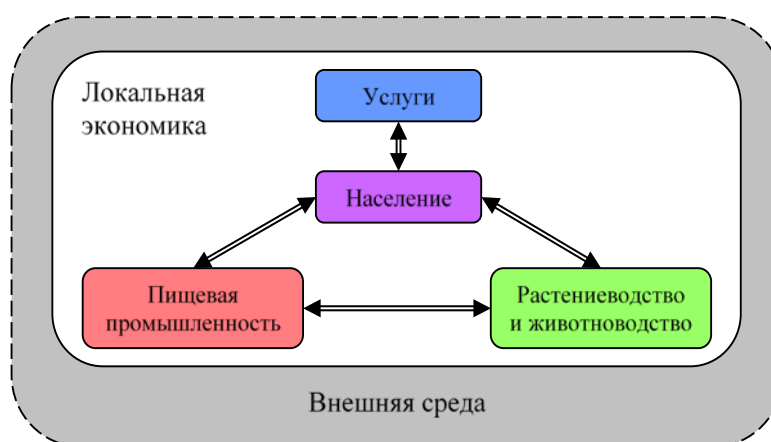 Локальная
экономика
Услуги
Население
Пищевая
промышленность
Растениеводство
и животноводство
Внешняя среда